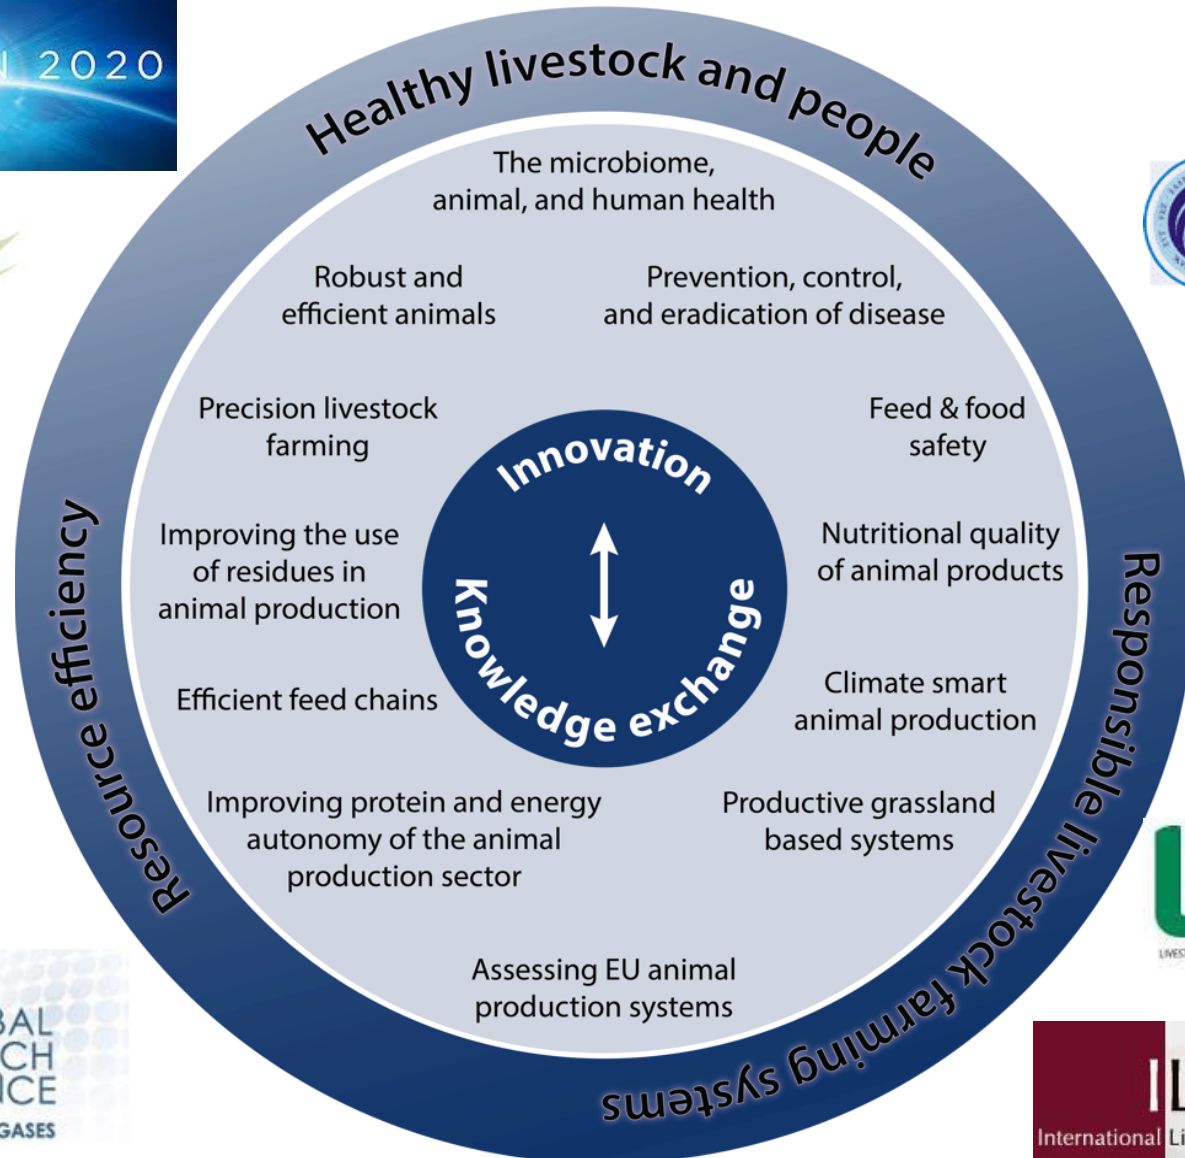 2020
Healthy livestock and people
The microbiome,
animal, and human health
Robust and
efficient animals
Prevention, control,
and eradication of disease
Precision livestock
farming
Feed & food
safety
Innovation
Knowledge exchange
Improving the use
of residues in
animal production
Nutritional quality
of animal products
Efficient feed chains
Climate smart
animal production
Improving protein and energy
autonomy of the animal
production sector
Productive grassland
based systems
Assessing EU animal
production systems
Resource efficiency
Responsible livestock farming systems
GASES
International